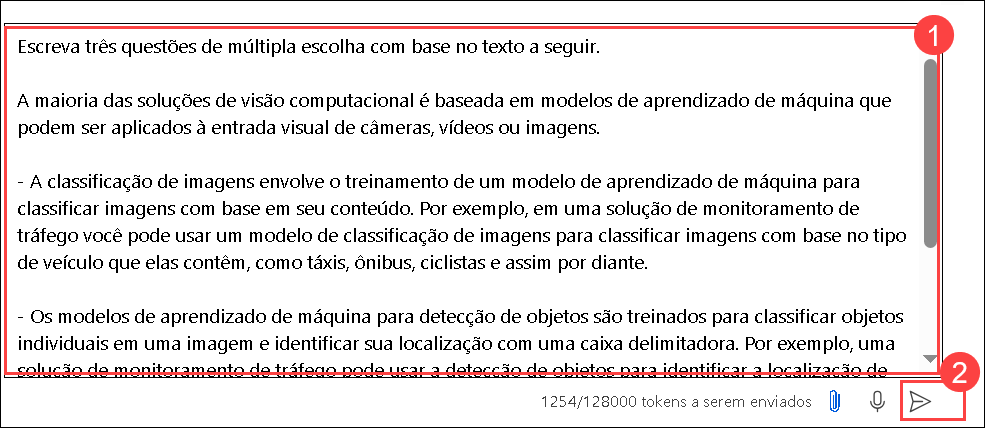 1
Escreva três questões de múltipla escolha com base no texto a seguir.
A maioria das soluções de visão computacional é baseada em modelos de aprendizado de máquina que
podem ser aplicados à entrada visual de câmeras, vídeos ou imagens.
- A classificação de imagens envolve o treinamento de um modelo de aprendizado de máquina para
classificar imagens com base em seu conteúdo. Por exemplo, em uma solução de monitoramento de
tráfego você pode usar um modelo de classificação de imagens para classificar imagens com base no tipo
de veículo que elas contêm, como táxis, ônibus, ciclistas e assim por diante.
- Os modelos de aprendizado de máquina para detecção de objetos são treinados para classificar objetos
individuais em uma imagem e identificar sua localização com uma caixa delimitadora. Por exemplo, uma
solução de monitoramento de tráfego pode usar a detecção de objetos para identificar a localização de
2
1254/128000 tokens a serem enviados